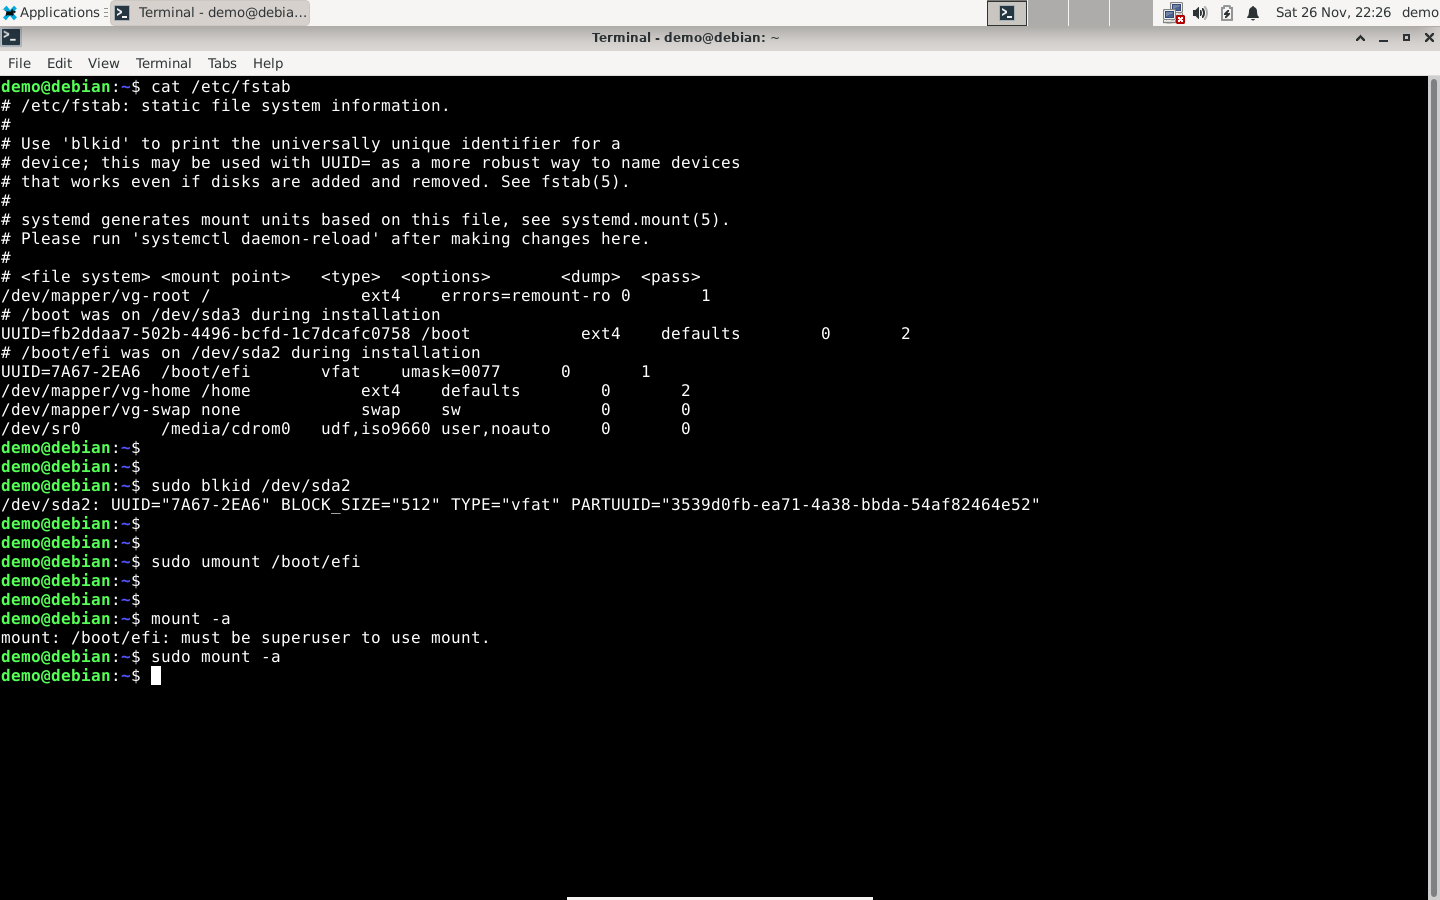 Applications Terminal - demo@debia... Sat 26 Nov, 22:26 demo
Terminal - demo@debian: ~
File Edit View Terminal Tabs Help
demo@debian:~$ cat /etc/fstab
# /etc/fstab: static file system information.
#
# Use 'blkid' to print the universally unique identifier for a
# device; this may be used with UUID= as a more robust way to name devices
# that works even if disks are added and removed. See fstab(5).
#
# systemd generates mount units based on this file, see systemd.mount(5).
# Please run 'systemctl daemon-reload' after making changes here.
#
# <file system> <mount point>   <type>  <options>       <dump>  <pass>
/dev/mapper/vg-root /               ext4    errors=remount-ro 0       1
# /boot was on /dev/sda3 during installation
UUID=fb2ddaa7-502b-4496-bcfd-1c7dcafc0758 /boot           ext4    defaults        0       2
# /boot/efi was on /dev/sda2 during installation
UUID=7A67-2EA6  /boot/efi       vfat    umask=0077      0       1
/dev/mapper/vg-home /home           ext4    defaults        0       2
/dev/mapper/vg-swap none            swap    sw              0       0
/dev/sr0        /media/cdrom0   udf,iso9660 user,noauto     0       0
demo@debian:~$
demo@debian:~$
demo@debian:~$ sudo blkid /dev/sda2
/dev/sda2: UUID="7A67-2EA6" BLOCK_SIZE="512" TYPE="vfat" PARTUUID="3539d0fb-ea71-4a38-bbda-54af82464e52"
demo@debian:~$
demo@debian:~$
demo@debian:~$ sudo umount /boot/efi
demo@debian:~$
demo@debian:~$
demo@debian:~$ mount -a
mount: /boot/efi: must be superuser to use mount.
demo@debian:~$ sudo mount -a
demo@debian:~$